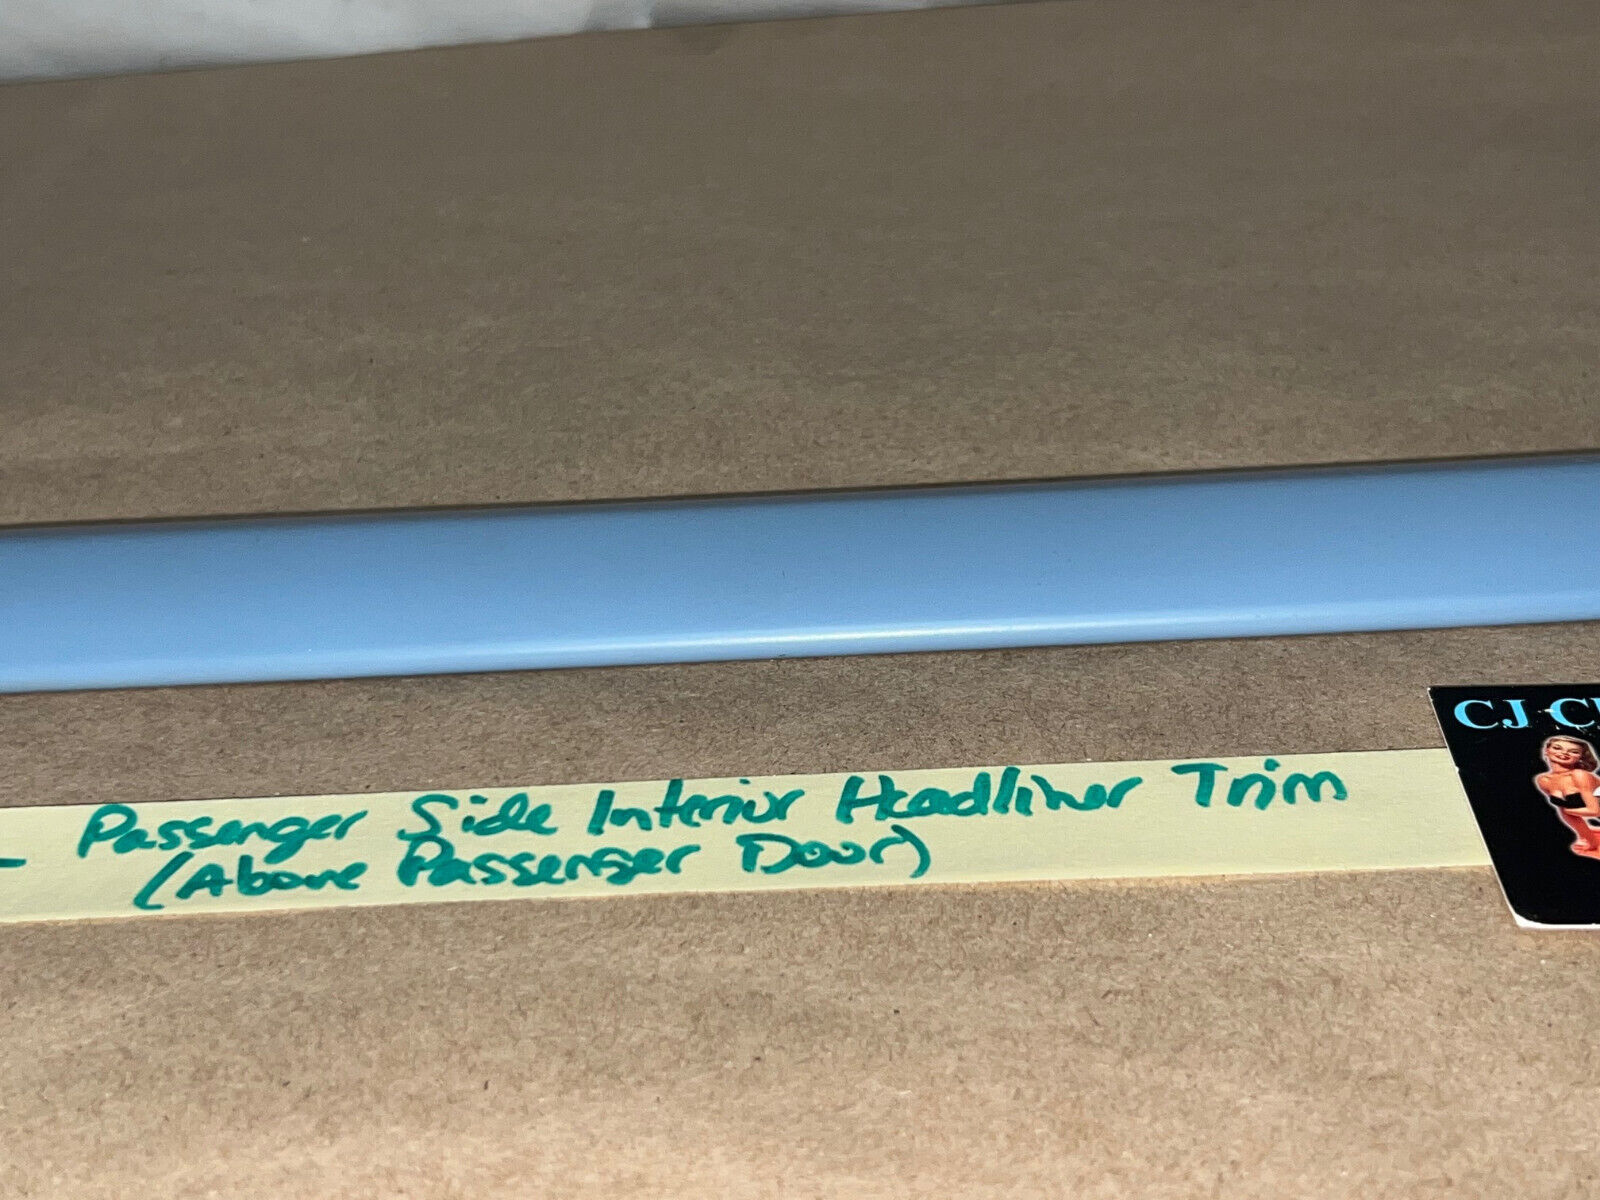 - Passenger Side Interior Headliner Trim
(Above Passenger Door)
CJ